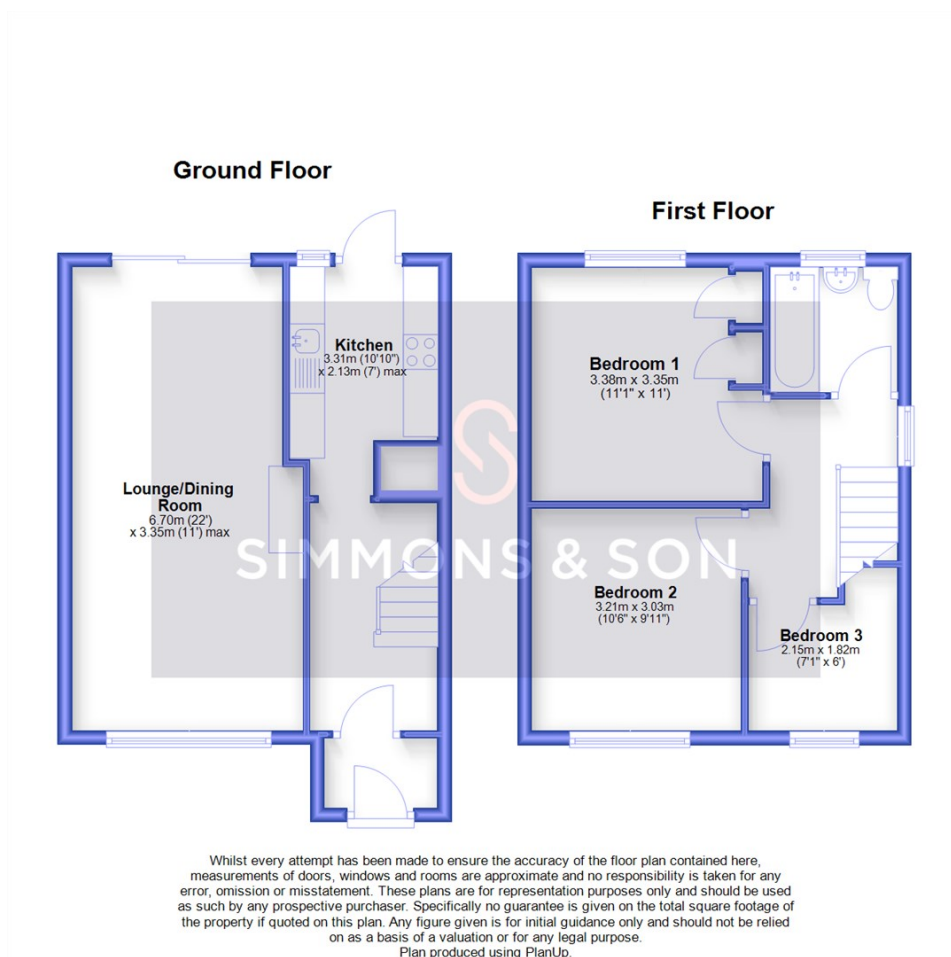 Ground Floor
First Floor
Kitchen
3.31m (10'10")
x 2.13m (7') max
Bedroom 1
3.38m x 3.35m
(11'1" x 11')
Lounge/Dining
Room
6.70m (22')
x 3.35m (11') max
SIMMONS & SON
Bedroom 2
3.21m x 3.03m
(10'6" x 9'11")
Bedroom 3
2.15m x 1.82m
(7'1" x 6')
Whilst every attempt has been made to ensure the accuracy of the floor plan contained here,
measurements of doors, windows and rooms are approximate and no responsibility is taken for any
error, omission or misstatement. These plans are for representation purposes only and should be used
as such by any prospective purchaser. Specifically no guarantee is given on the total square footage of
the property if quoted on this plan. Any figure given is for initial guidance only and should not be relied
on as a basis of a valuation or for any legal purpose.
Plan produced using PlanUp.